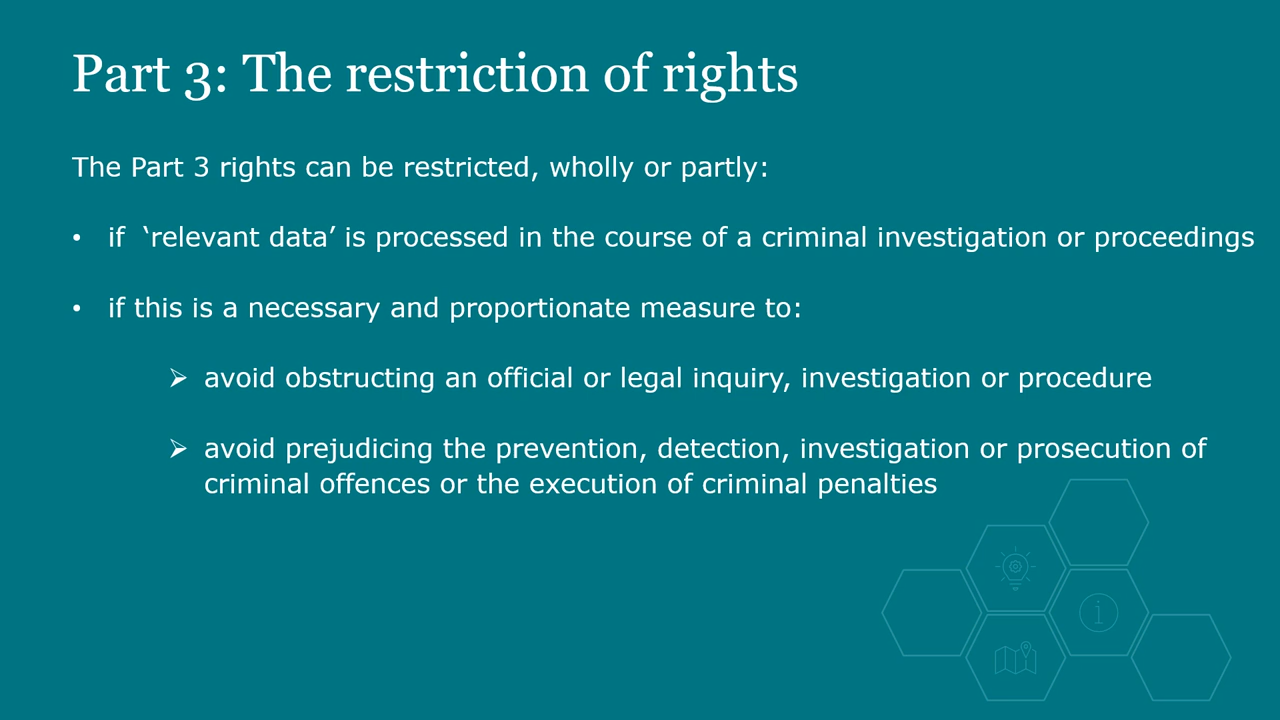 Part 3: The restriction of rights
The Part 3 rights can be restricted, wholly or partly:
• if ‘relevant data’ is processed in the course of a criminal investigation or proceedings
• if this is a necessary and proportionate measure to:
➢ avoid obstructing an official or legal inquiry, investigation or procedure
➢ avoid prejudicing the prevention, detection, investigation or prosecution of
criminal offences or the execution of criminal penalties